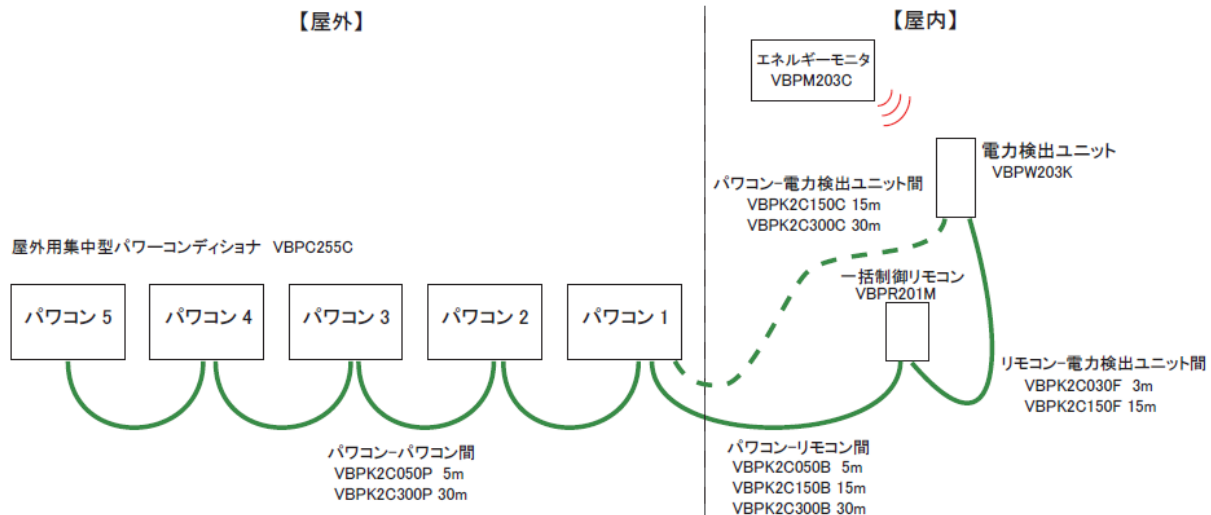 【屋外】
【屋内】
エネルギーモニタ
VBPM203C
電力検出ユニット
VBPW203K
パワコン-電力検出ユニット間
VBPK2C150C 15m
VBPK2C300C 30m
屋外用集中型パワーコンディショナ VBPC255C
一括制御リモコン
VBPR201M
パワコン 5
パワコン 4
パワコン 3
パワコン 2
パワコン 1
リモコン-電力検出ユニット間
VBPK2C030F 3m
VBPK2C150F 15m
パワコン-パワコン間
VBPK2C050P 5m
VBPK2C300P 30m
パワコン-リモコン間
VBPK2C050B 5m
VBPK2C150B 15m
VBPK2C300B 30m